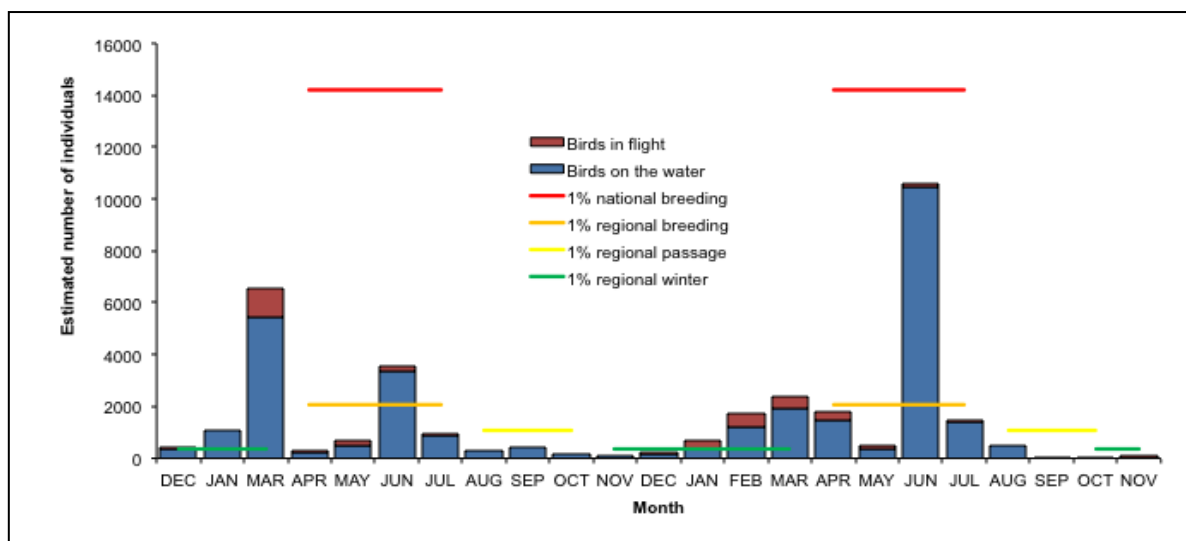 16000
14000
12000
10000
8000
6000
4000
2000
0
Estimated number of individuals
Birds in flight
Birds on the water
1% national breeding
1% regional breeding
1% regional passage
1% regional winter
DEC JAN MAR APR MAY JUN JUL AUG SEP OCT NOV DEC JAN FEB MAR APR MAY JUN JUL AUG SEP OCT NOV
Month